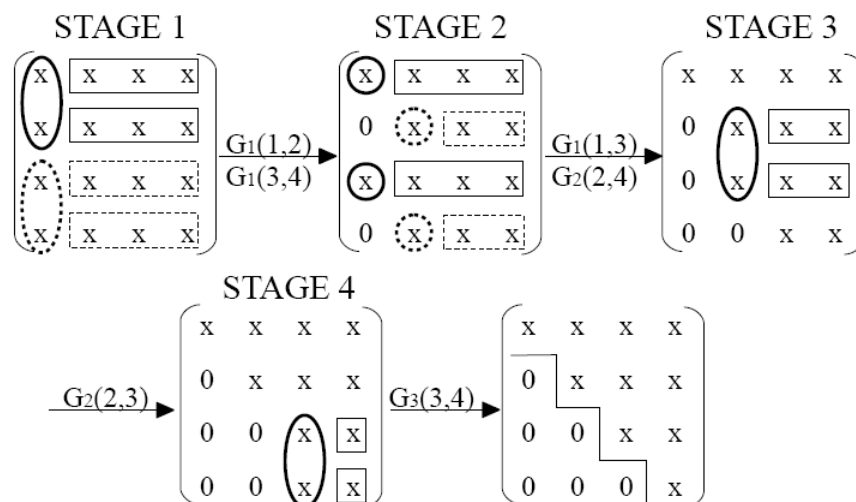 STAGE 1 STAGE 2 STAGE 3
x x x x x x x x x x x x
x x x x G₁(1,2) 0 x x x G₁(1,3) 0 x x x
x x x x G₁(3,4) x x x x G₂(2,4) 0 x x x
x x x x 0 x x x 0 0 x x
STAGE 4
x x x x x x x x
G₂(2,3) 0 x x x G₃(3,4) 0 x x x
0 0 x x 0 0 x x
0 0 x x 0 0 0 x